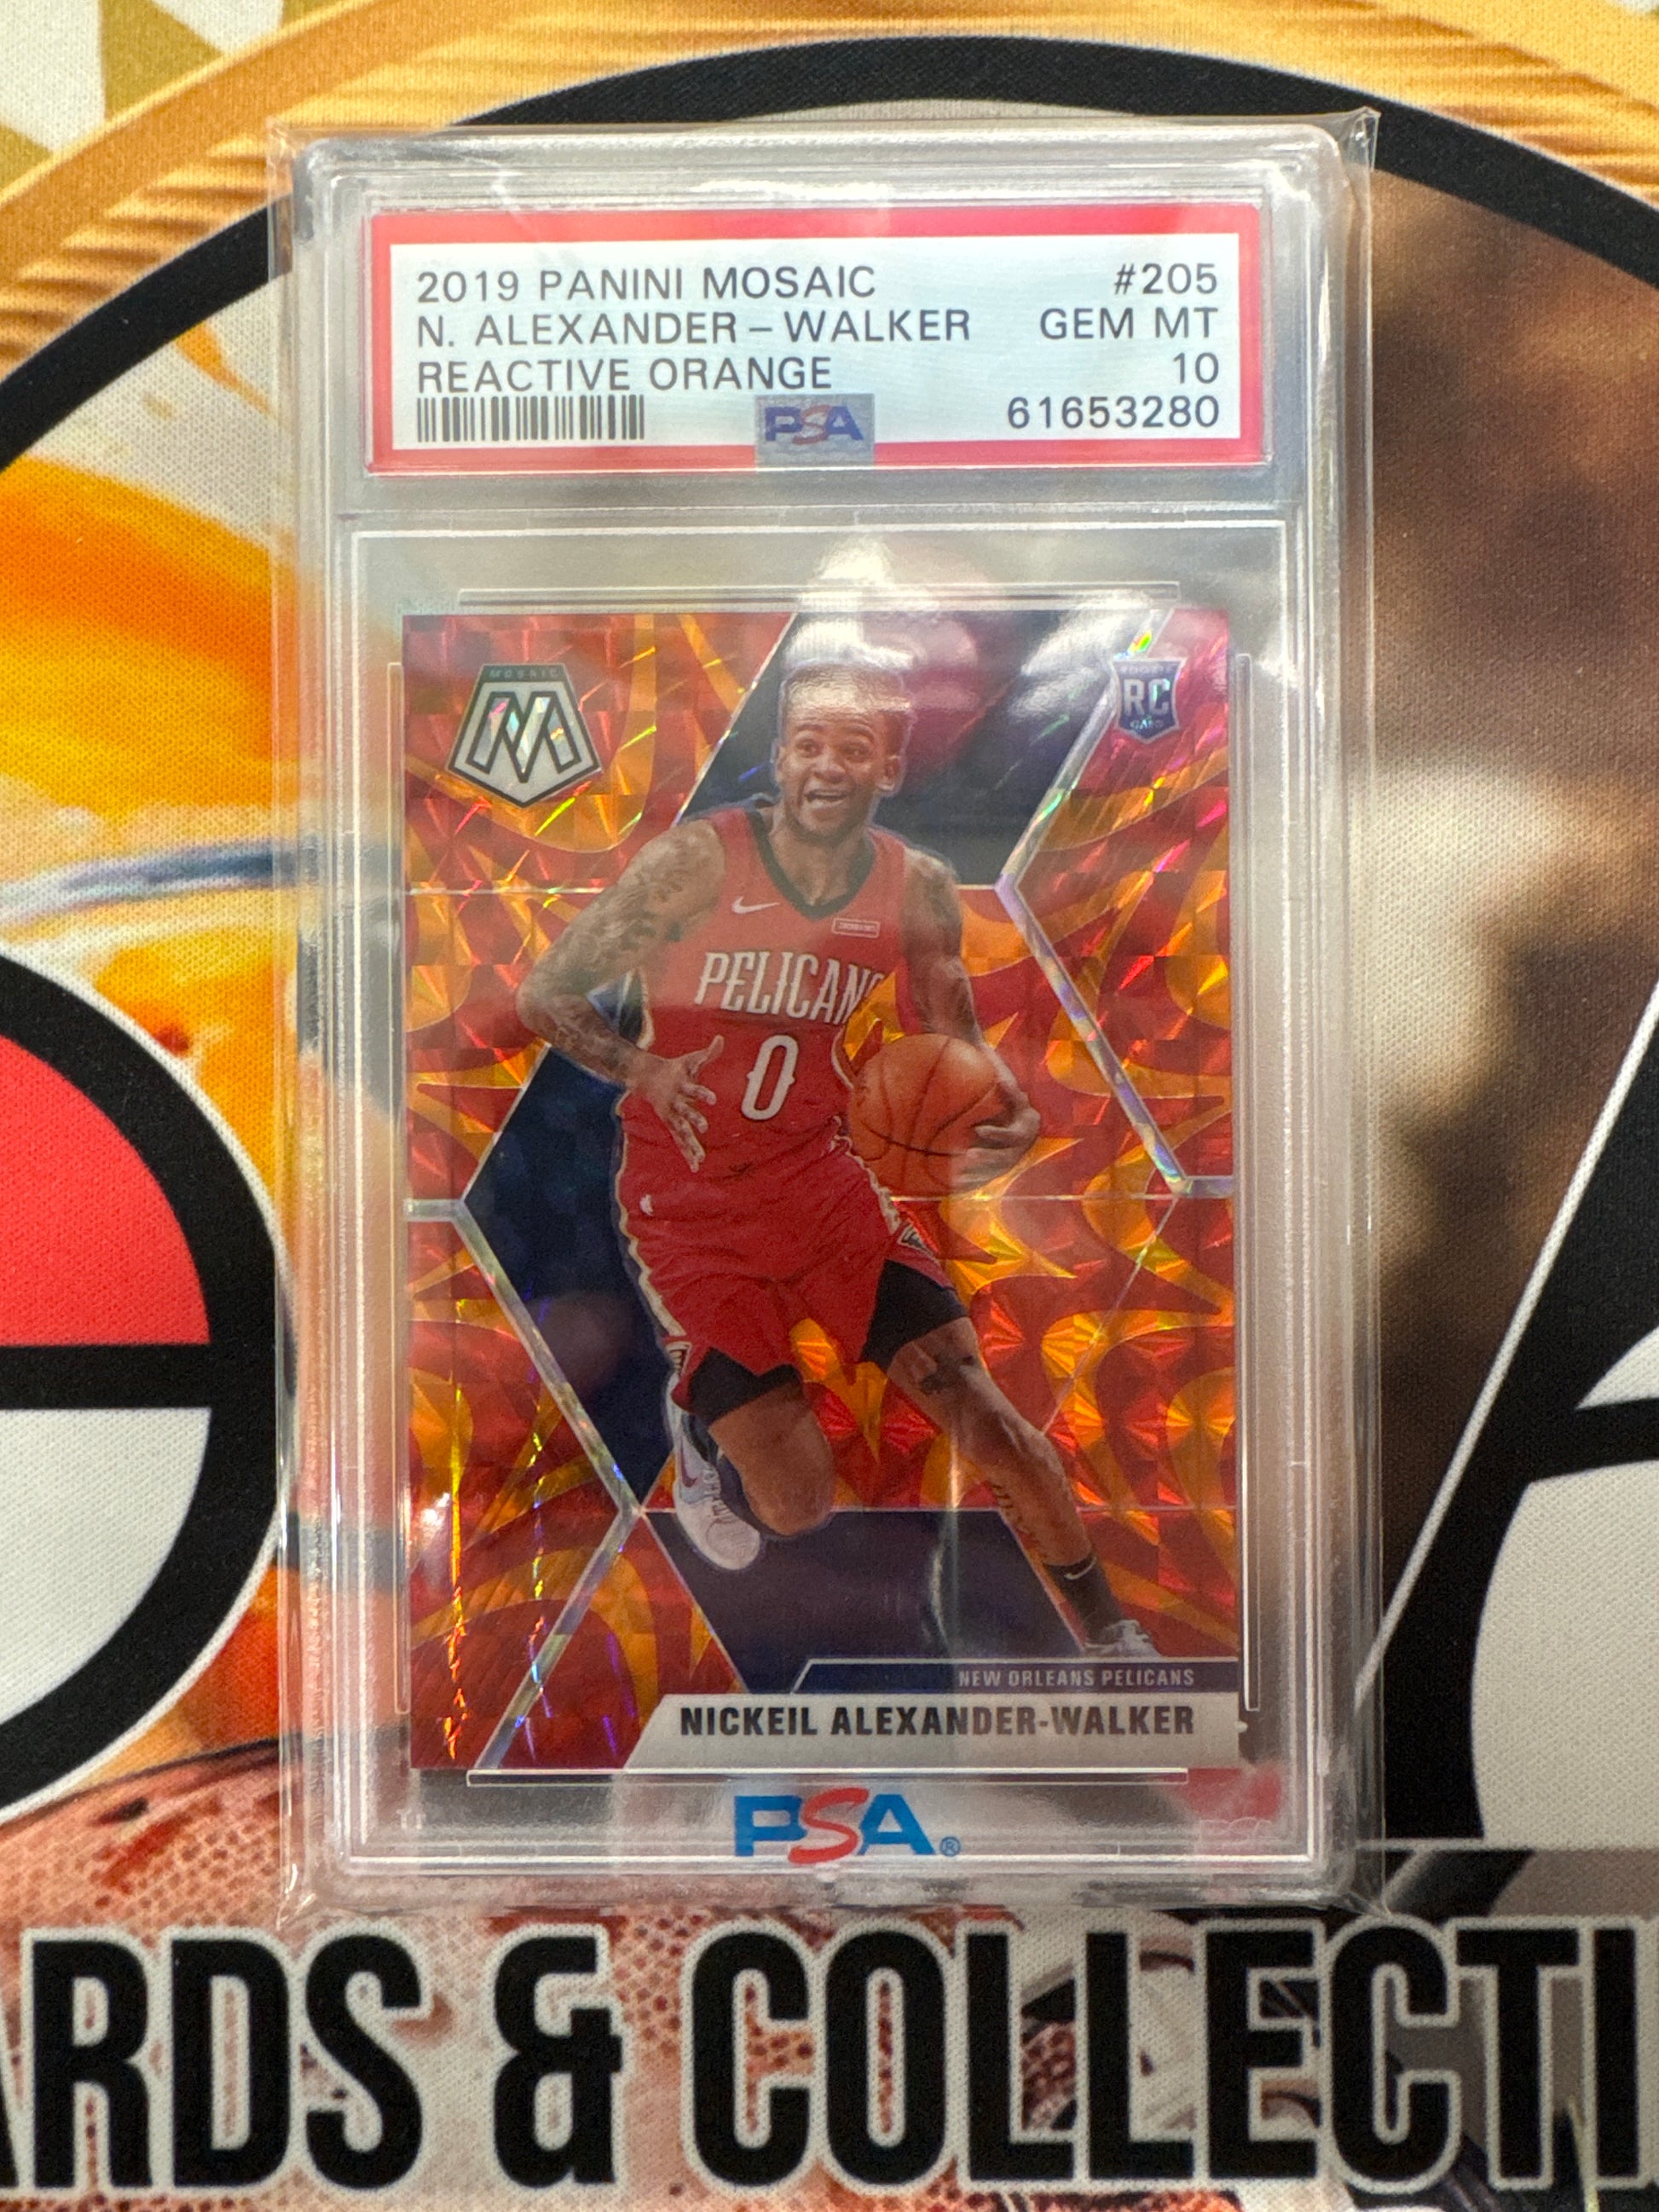 2019 PANINI MOSAIC #205
N. ALEXANDER-WALKER GEM MT
REACTIVE ORANGE 10
PSA 61653280
MOSAIC
M
RC
PELICANS
0
NEW ORLEANS PELICANS
NICKEIL ALEXANDER-WALKER
PSA®
ARDS & COLLECTI